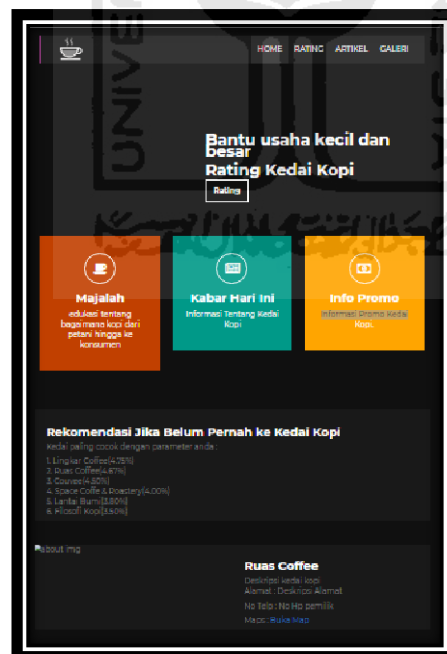 HOME RATING ARTIKEL GALERI
Bantu usaha kecil dan
besar
Rating Kedai Kopi
Rating
Majalah
edukasi tentang
bagaimana kopi dari
petani hingga ke
konsumen
Kabar Hari Ini
Informasi Tentang Kedai
Kopi
Info Promo
Informasi Promo Kedai
Kopi.
Rekomendasi Jika Belum Pernah ke Kedai Kopi
Kedai paling cocok dengan parameter anda :
1. Lingkar Coffee(4.75%)
2. Ruas Coffee(4.67%)
3. Couvee(4.50%)
4. Space Coffe & Roastery(4.00%)
5. Lantai Bumi(3.80%)
6. Filosofi Kopi(3.50%)
about img
Ruas Coffee
Deskripsi kedai kopi
Alamat : Deskripsi Alamat
No Telp : No Hp pemilik
Maps : Buka Map